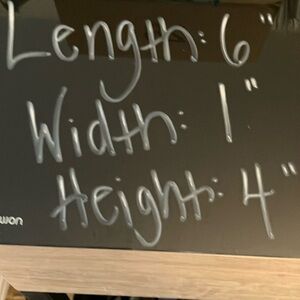 Length: 6"
Width: 1"
Height: 4"